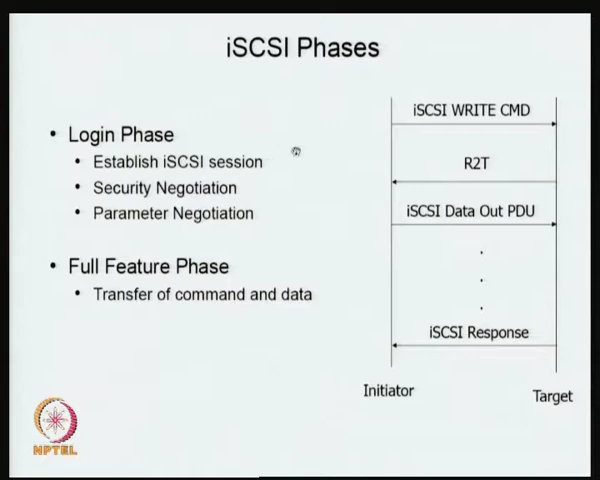 iSCSI Phases
• Login Phase
• Establish iSCSI session
• Security Negotiation
• Parameter Negotiation
• Full Feature Phase
• Transfer of command and data
iSCSI WRITE CMD
R2T
iSCSI Data Out PDU
.
.
.
iSCSI Response
Initiator
Target
NPTEL